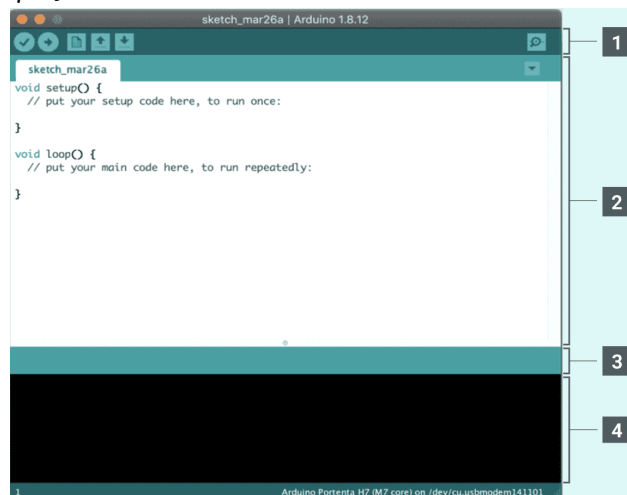 sketch_mar26a | Arduino 1.8.12
1
sketch_mar26a
void setup() {
  // put your setup code here, to run once:
}
void loop() {
  // put your main code here, to run repeatedly:
}
2
3
4
1
Arduino Portenta H7 (M7 core) on /dev/cu.usbmodem141101